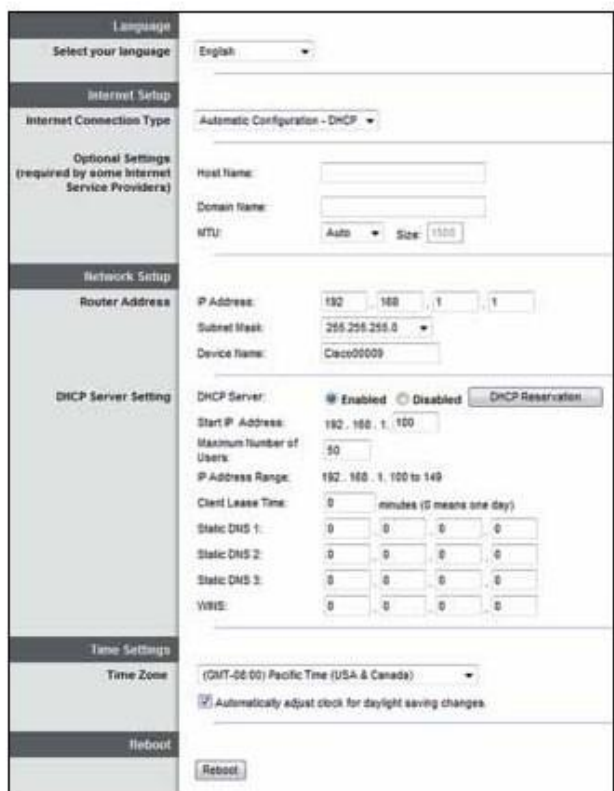 Language
Select your language English
Internet Setup
Internet Connection Type Automatic Configuration - DHCP
Optional Settings
(required by some Internet
Service Providers)
Host Name:
Domain Name:
MTU: Auto Size: 1500
Network Setup
Router Address IP Address: 192 . 168 . 1 . 1
Subnet Mask: 255.255.255.0
Device Name: Cisco00009
DHCP Server Setting DHCP Server: Enabled Disabled DHCP Reservation
Start IP Address: 192 . 168 . 1. 100
Maximum Number of
Users: 50
IP Address Range: 192 . 168 . 1. 100 to 149
Client Lease Time: 0 minutes (0 means one day)
Static DNS 1: 0 . 0 . 0 . 0
Static DNS 2: 0 . 0 . 0 . 0
Static DNS 3: 0 . 0 . 0 . 0
WINS: 0 . 0 . 0 . 0
Time Settings
Time Zone (GMT-08:00) Pacific Time (USA & Canada)
Automatically adjust clock for daylight saving changes.
Reboot
Reboot